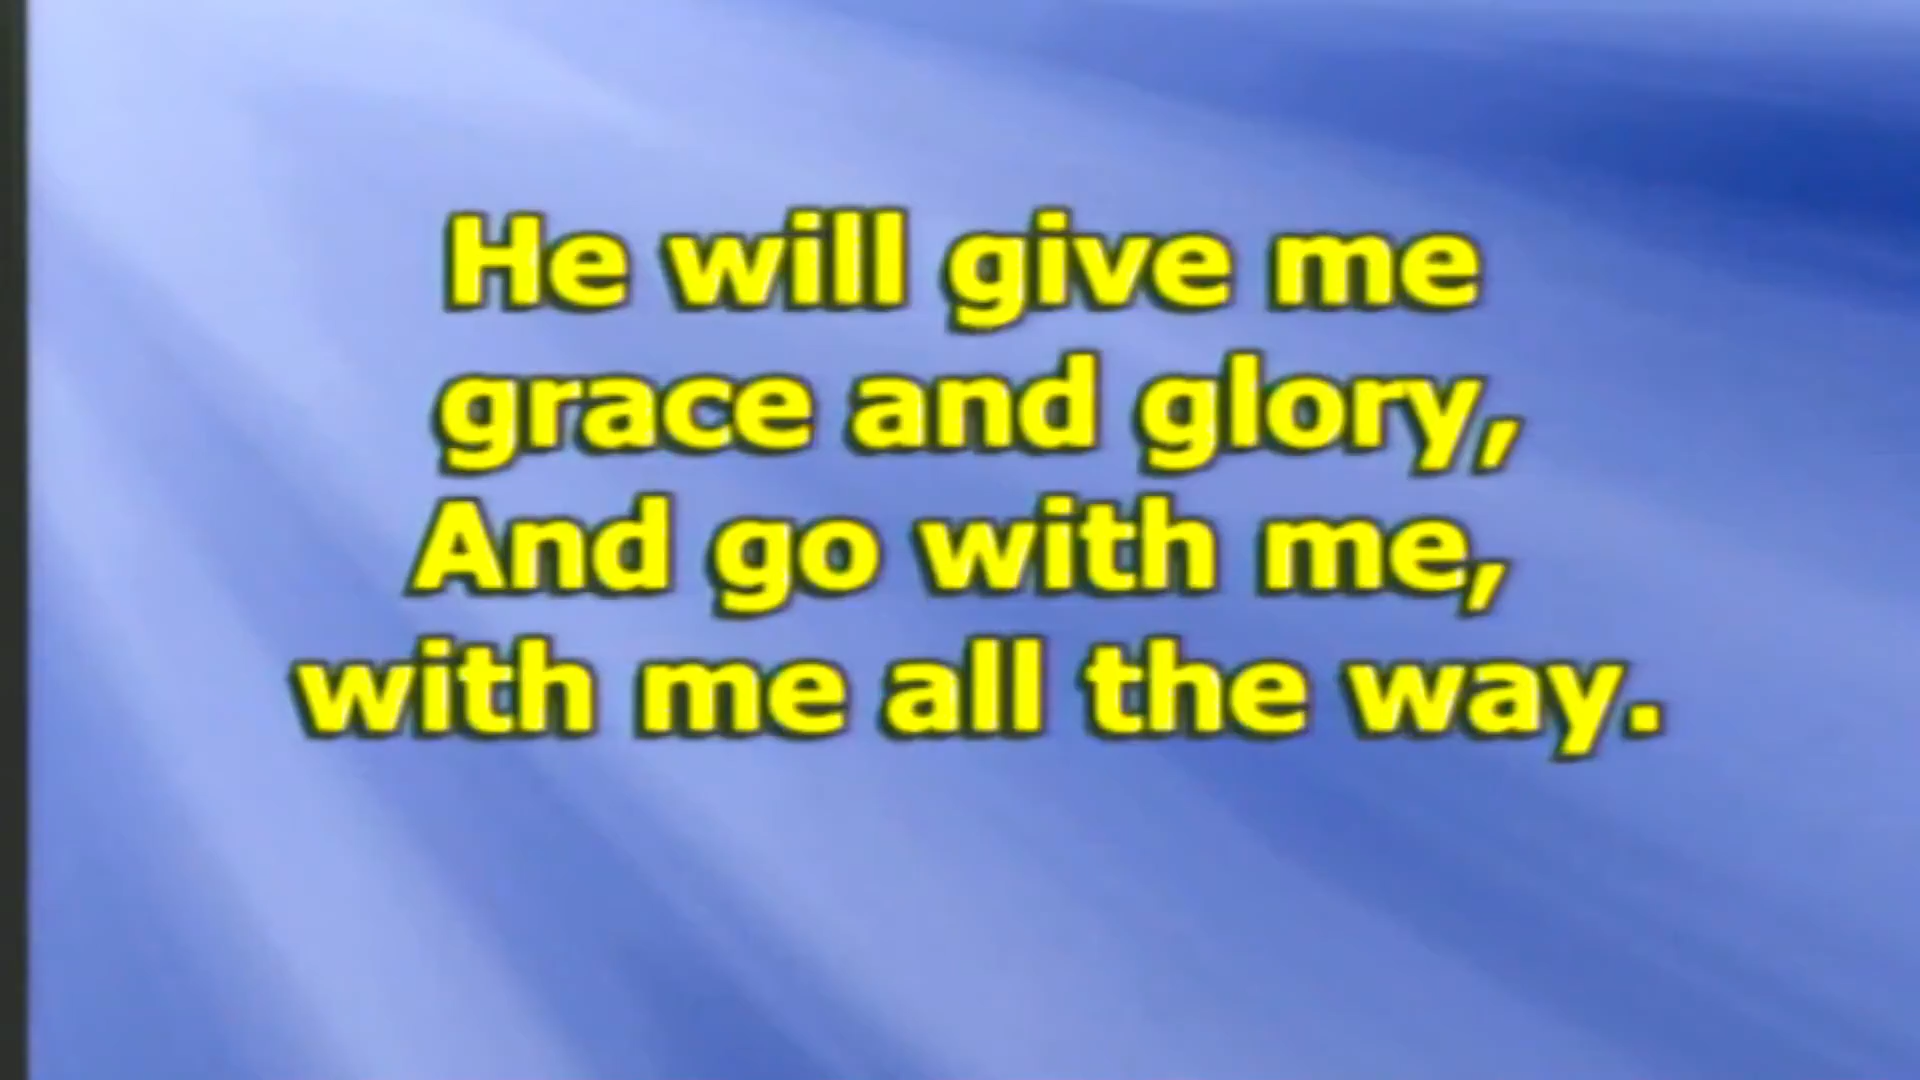 He will give me
grace and glory,
And go with me,
with me all the way.